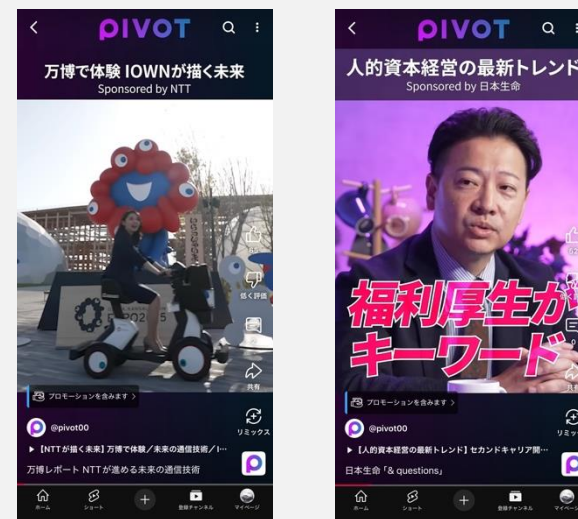 PIVOT
万博で体験 IOWNが描く未来
Sponsored by NTT
低く評価
共有
プロモーションを含みます >
@pivot00
リミックス
▶ 【NTTが描く未来】万博で体験／未来の通信技術／I…
万博レポート NTTが進める未来の通信技術
ホーム
ショート
登録チャンネル
マイページ
PIVOT
人的資本経営の最新トレンド
Sponsored by 日本生命
福利厚生が
キーワード
共有
プロモーションを含みます >
@pivot00
▶ 【人的資本経営の最新トレンド】セカンドキャリア開…
日本生命「& questions」
ホーム
ショート
登録チャンネル
マイページ